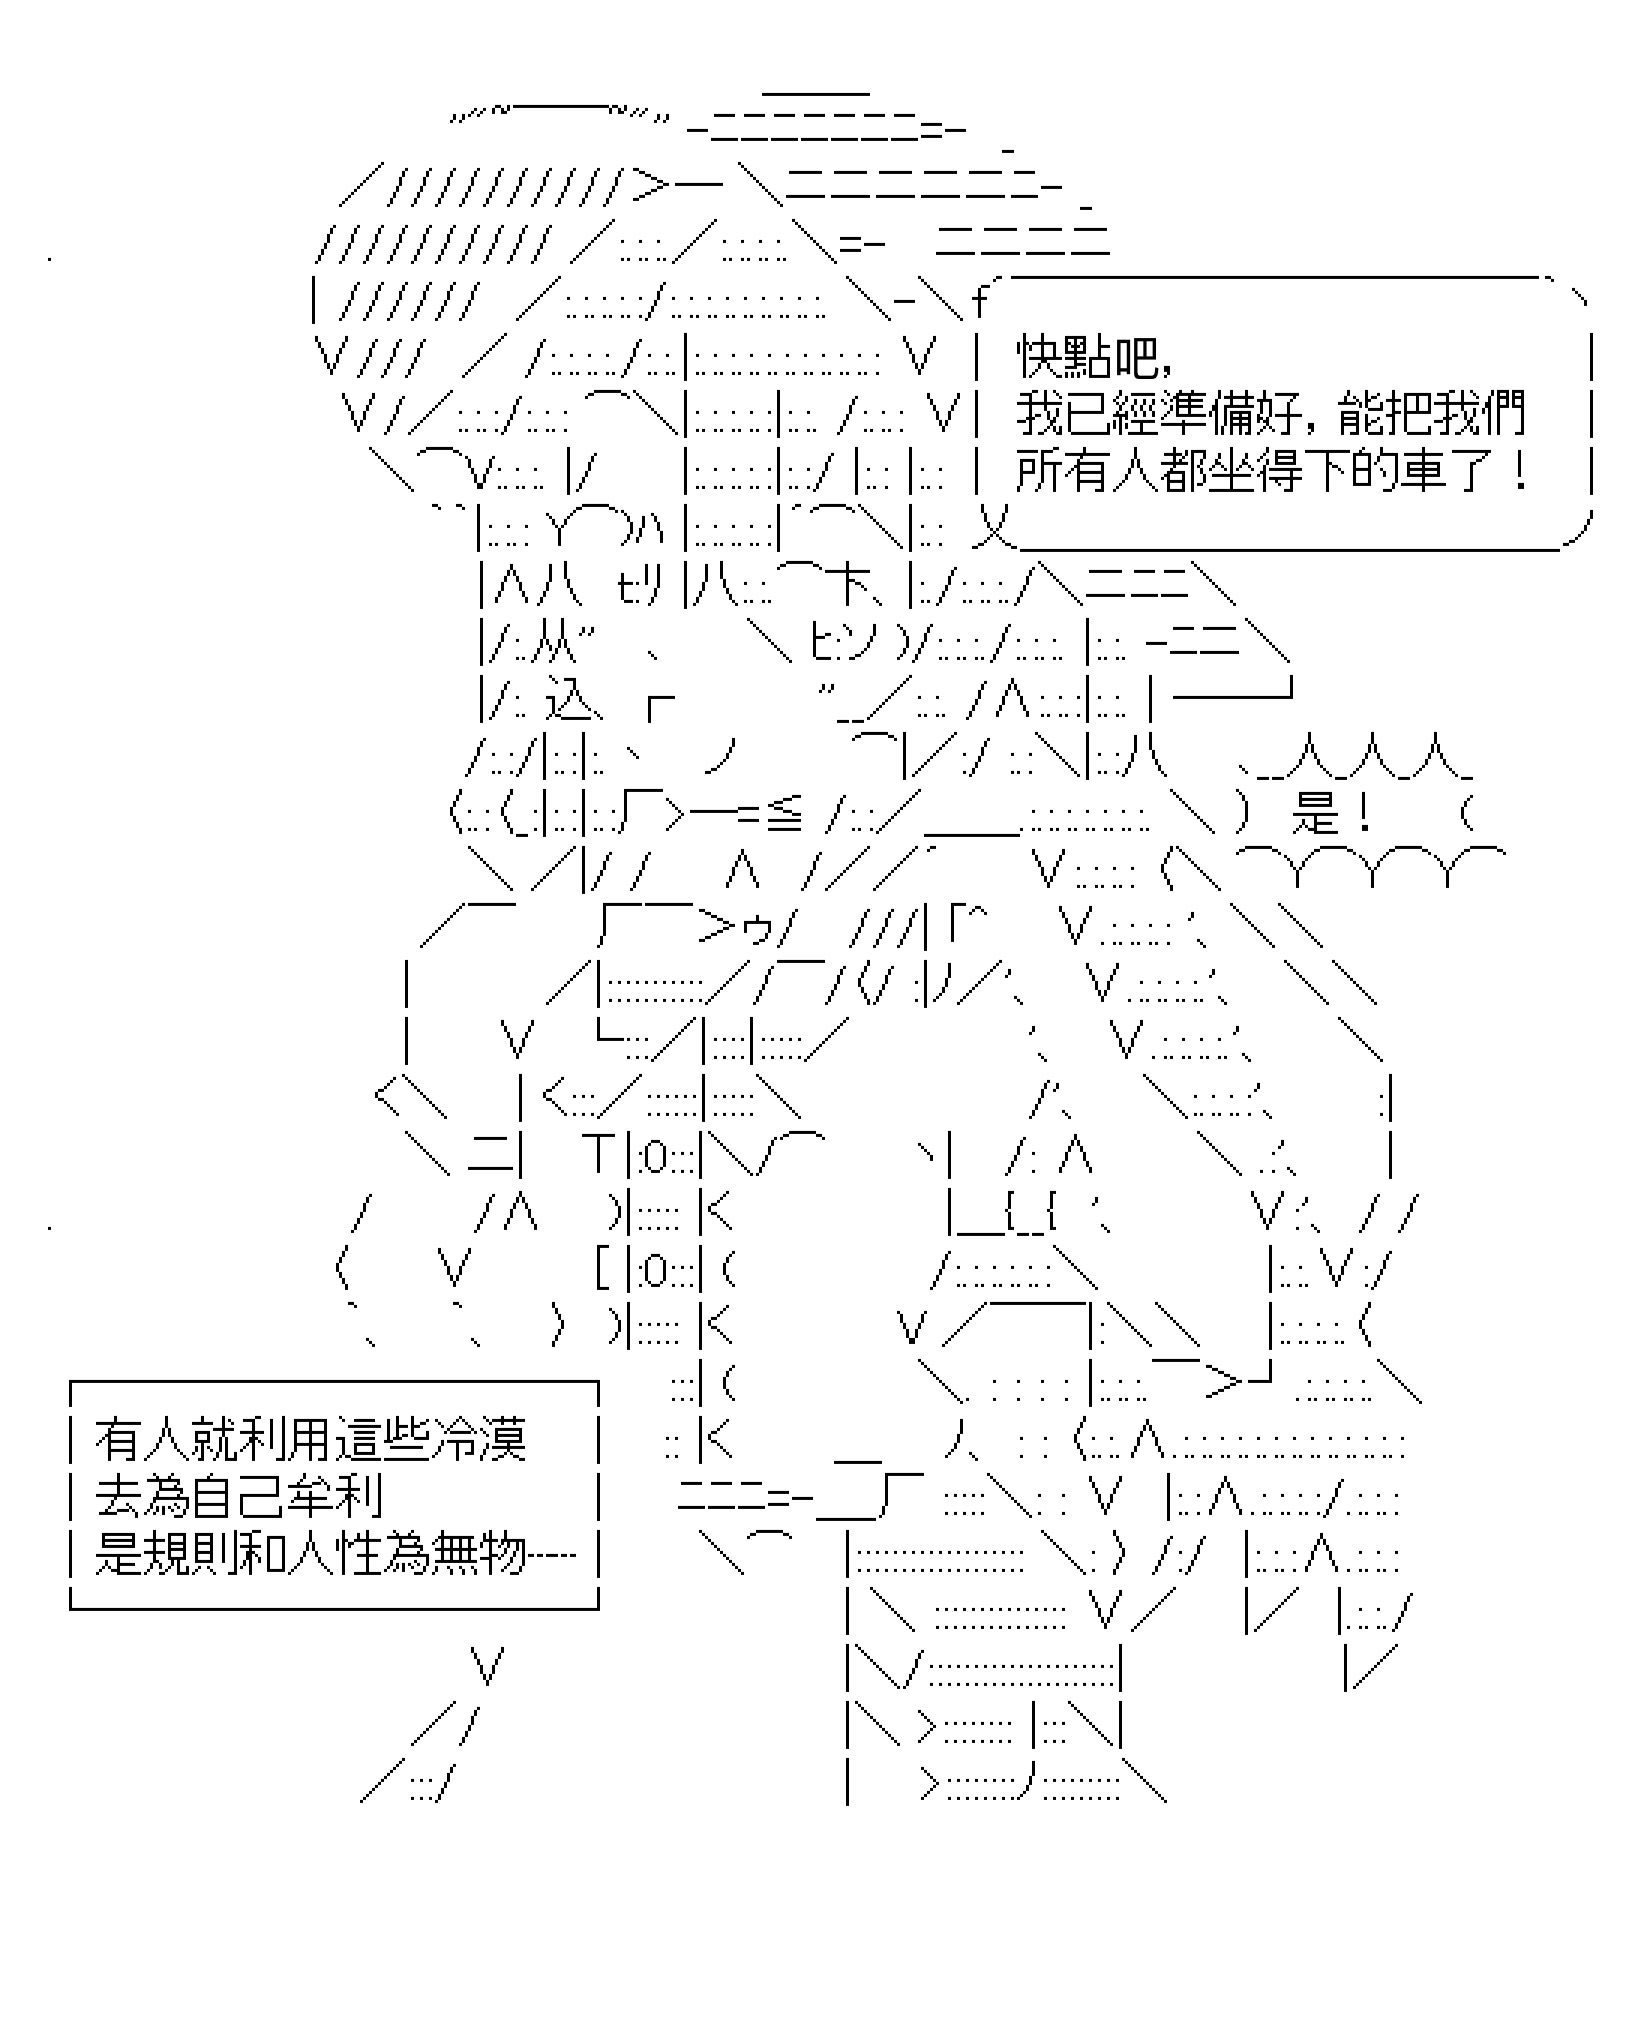 快點吧，
我已經準備好，能把我們
所有人都坐得下的車了！
是！
有人就利用這些冷漠
去為自己牟利
是規則和人性為無物┄┄